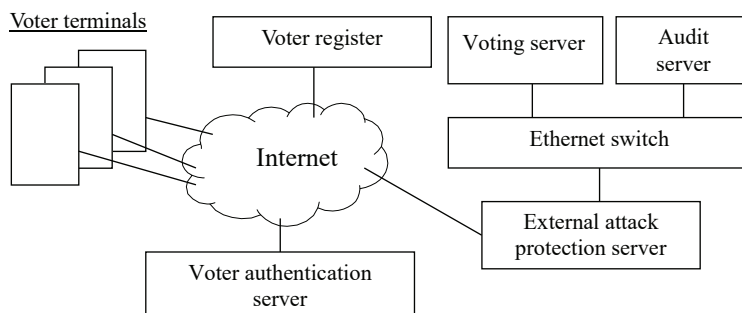 Voter terminals
Voter register
Voting server
Audit
server
Ethernet switch
Internet
External attack
protection server
Voter authentication
server